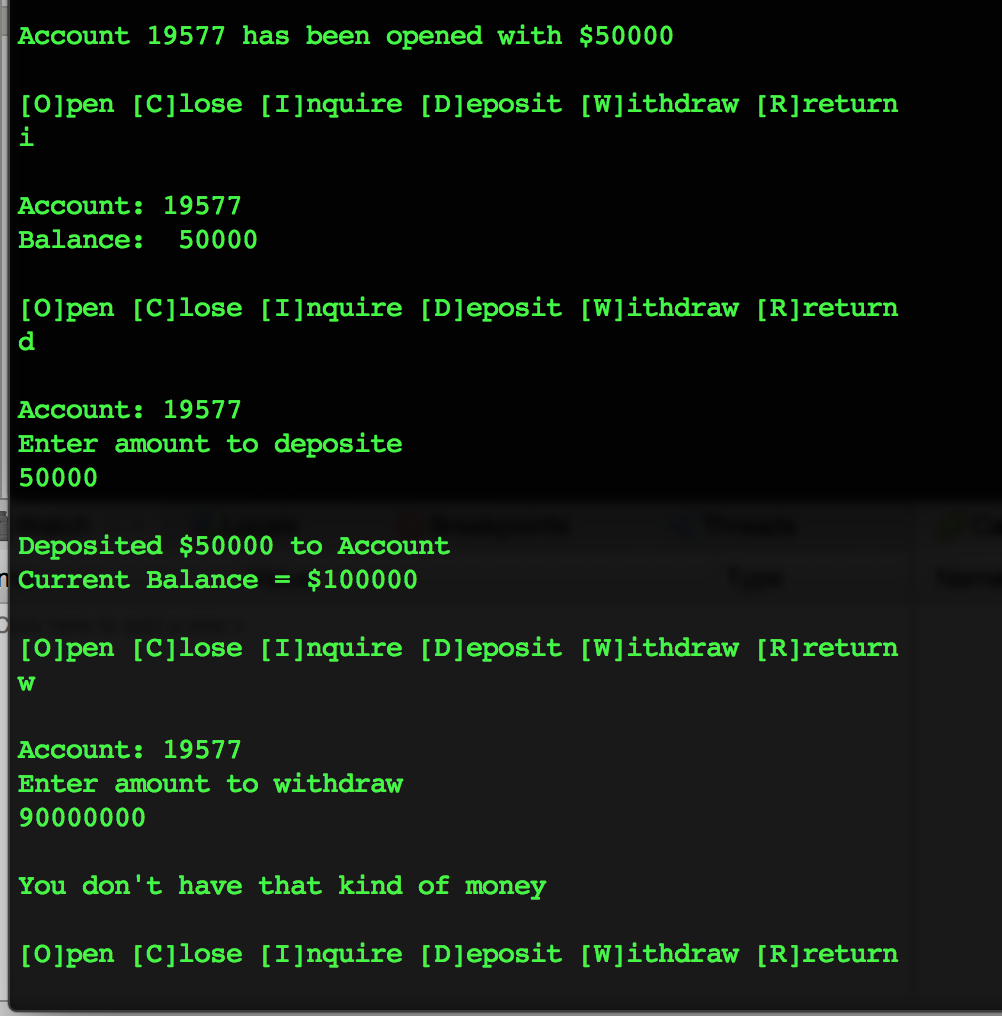 Account 19577 has been opened with $50000
[O]pen [C]lose [I]nquire [D]eposit [W]ithdraw [R]return
i
Account: 19577
Balance:  50000
[O]pen [C]lose [I]nquire [D]eposit [W]ithdraw [R]return
d
Account: 19577
Enter amount to deposite
50000
Breakpoints
Threads
Deposited $50000 to Account
Current Balance = $100000
Type
[O]pen [C]lose [I]nquire [D]eposit [W]ithdraw [R]return
w
Account: 19577
Enter amount to withdraw
90000000
You don't have that kind of money
[O]pen [C]lose [I]nquire [D]eposit [W]ithdraw [R]return